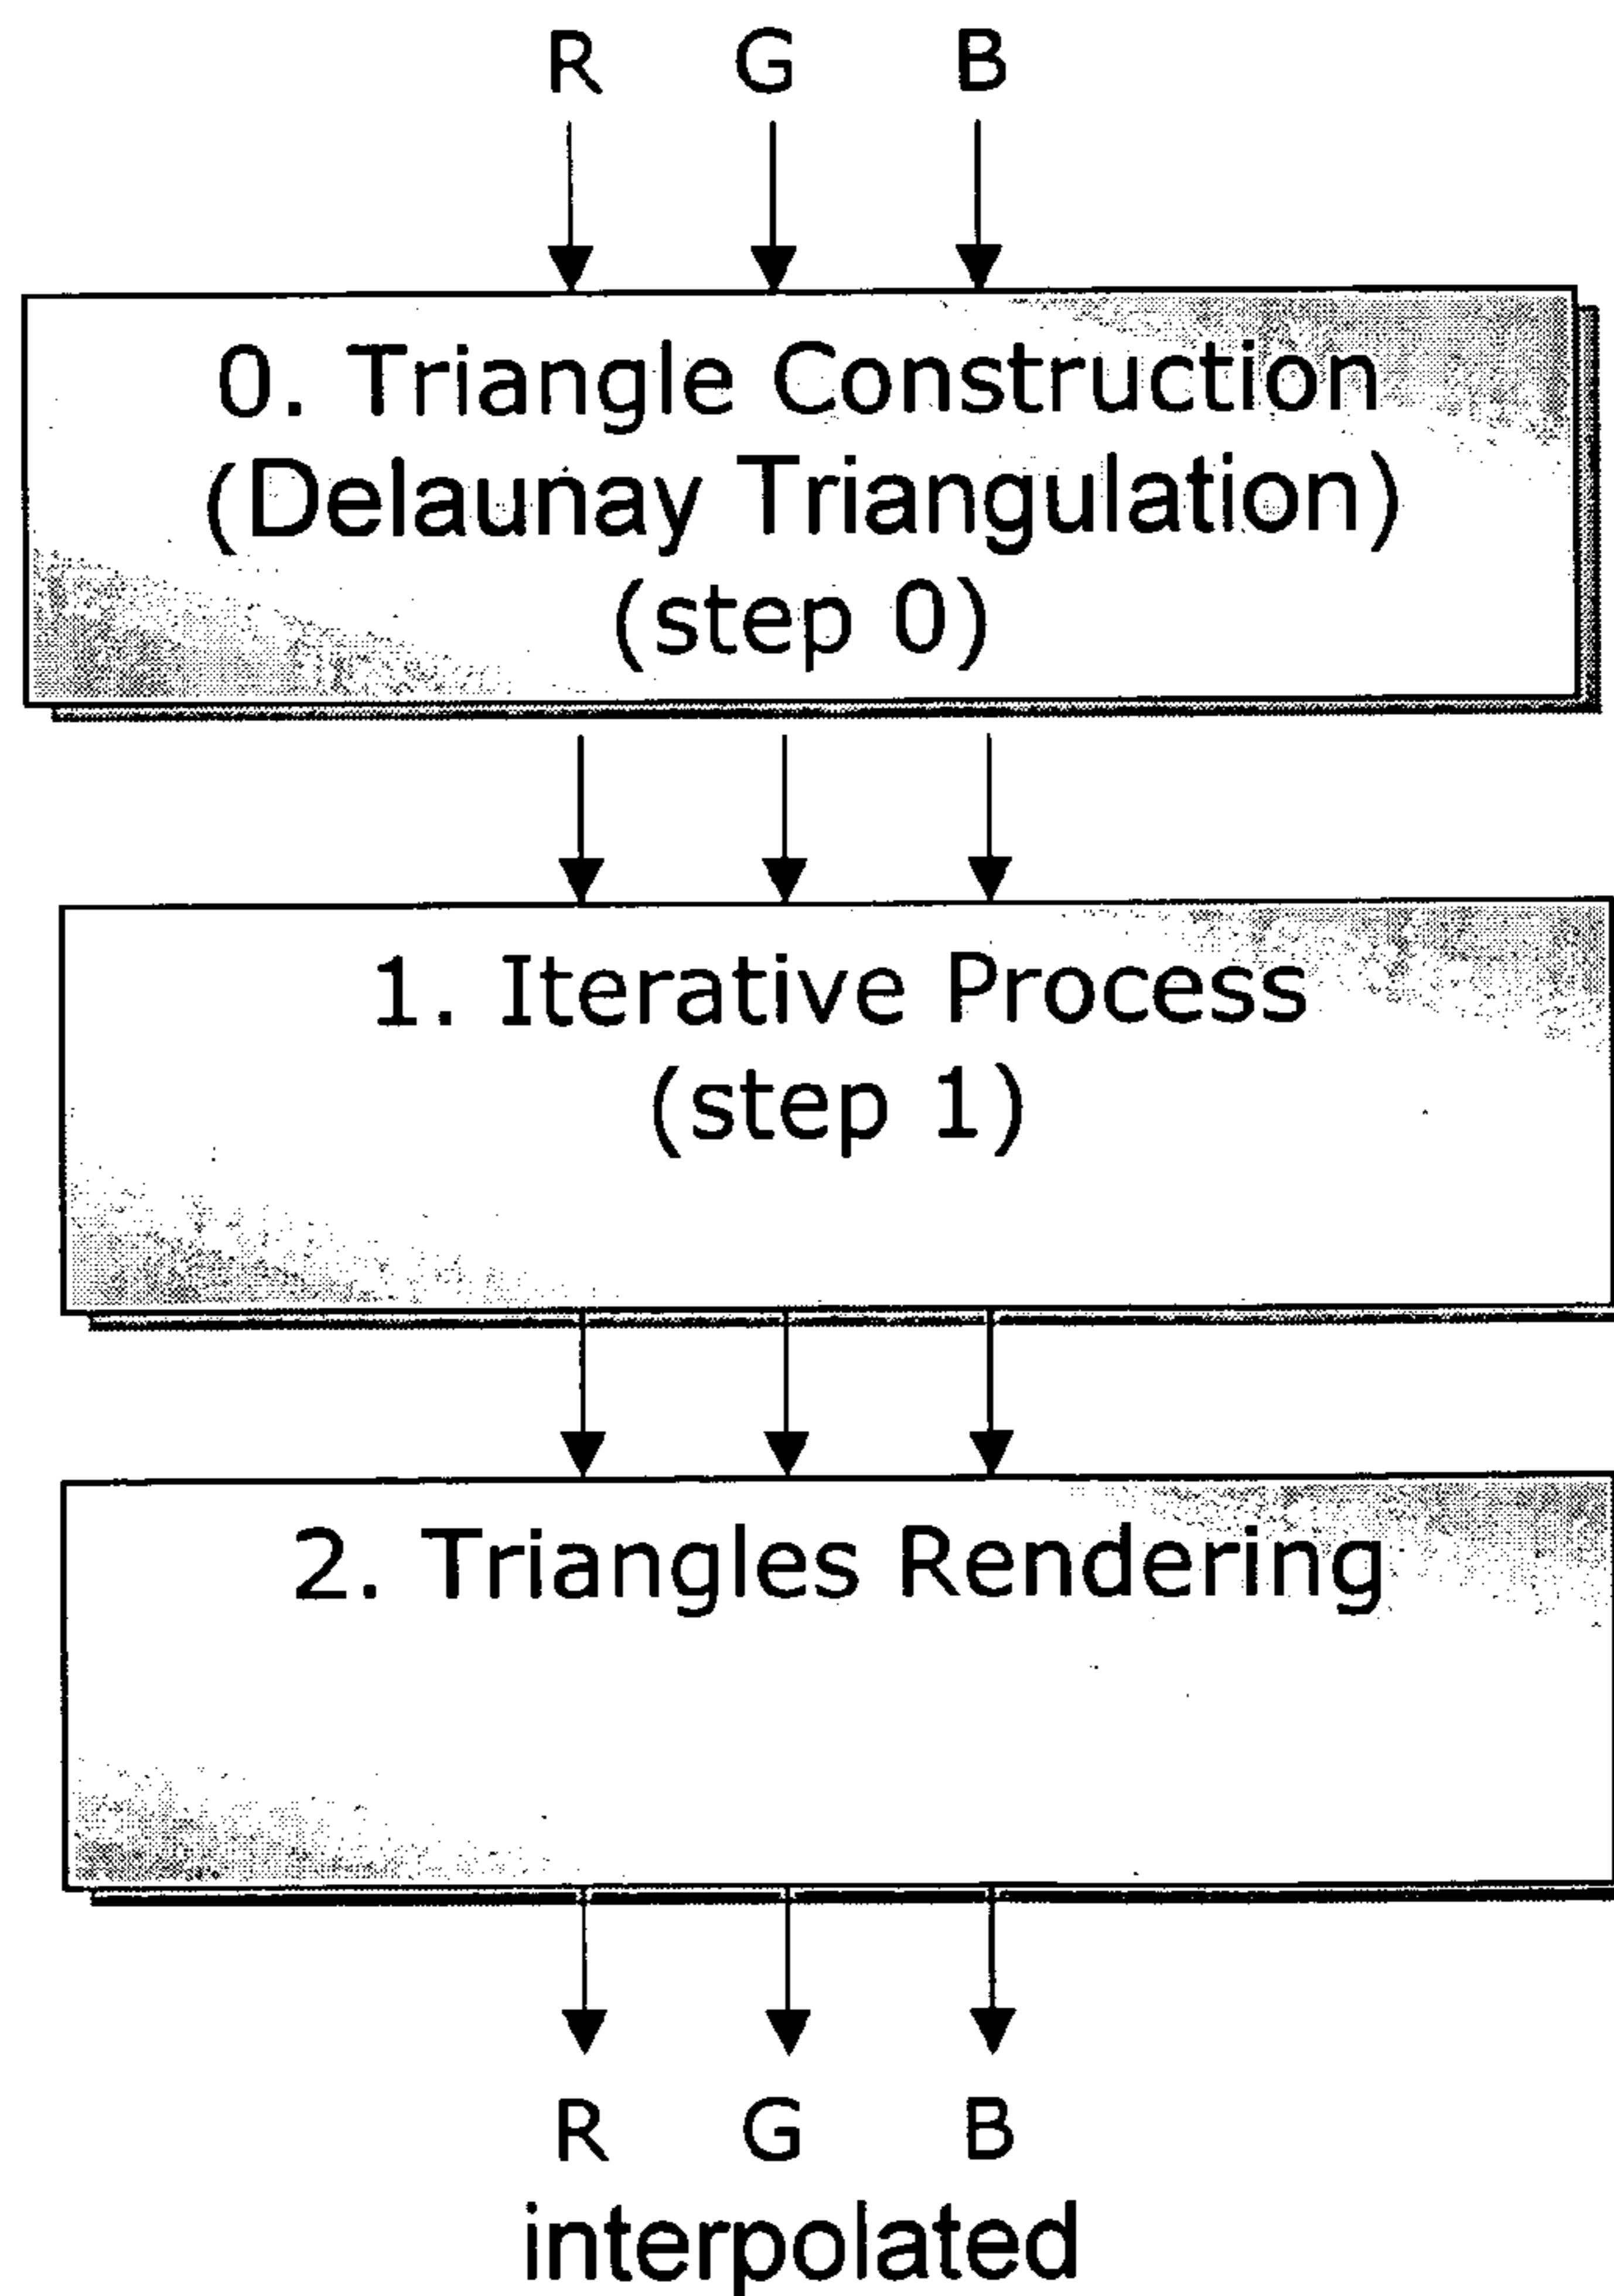 R G B
0. Triangle Construction
(Delaunay Triangulation)
(step 0)
1. Iterative Process
(step 1)
2. Triangles Rendering
R G B
interpolated